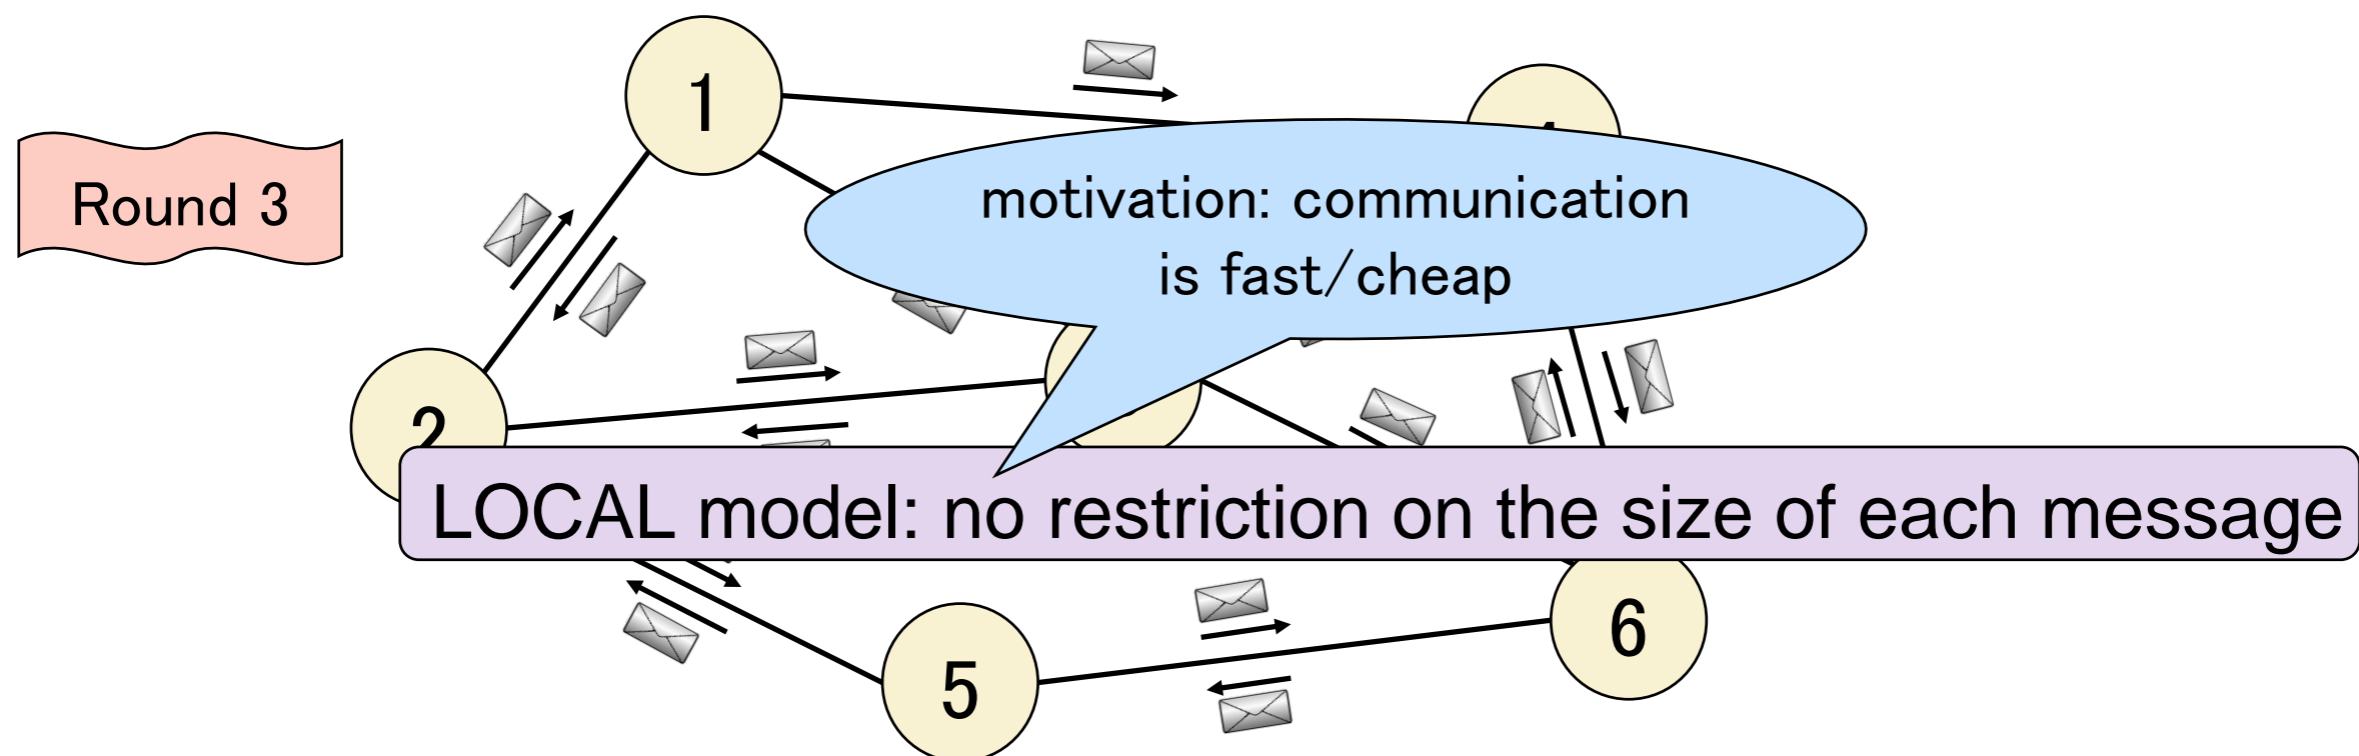 1
Round 3
motivation: communication
is fast/cheap
2
LOCAL model: no restriction on the size of each message
6
5